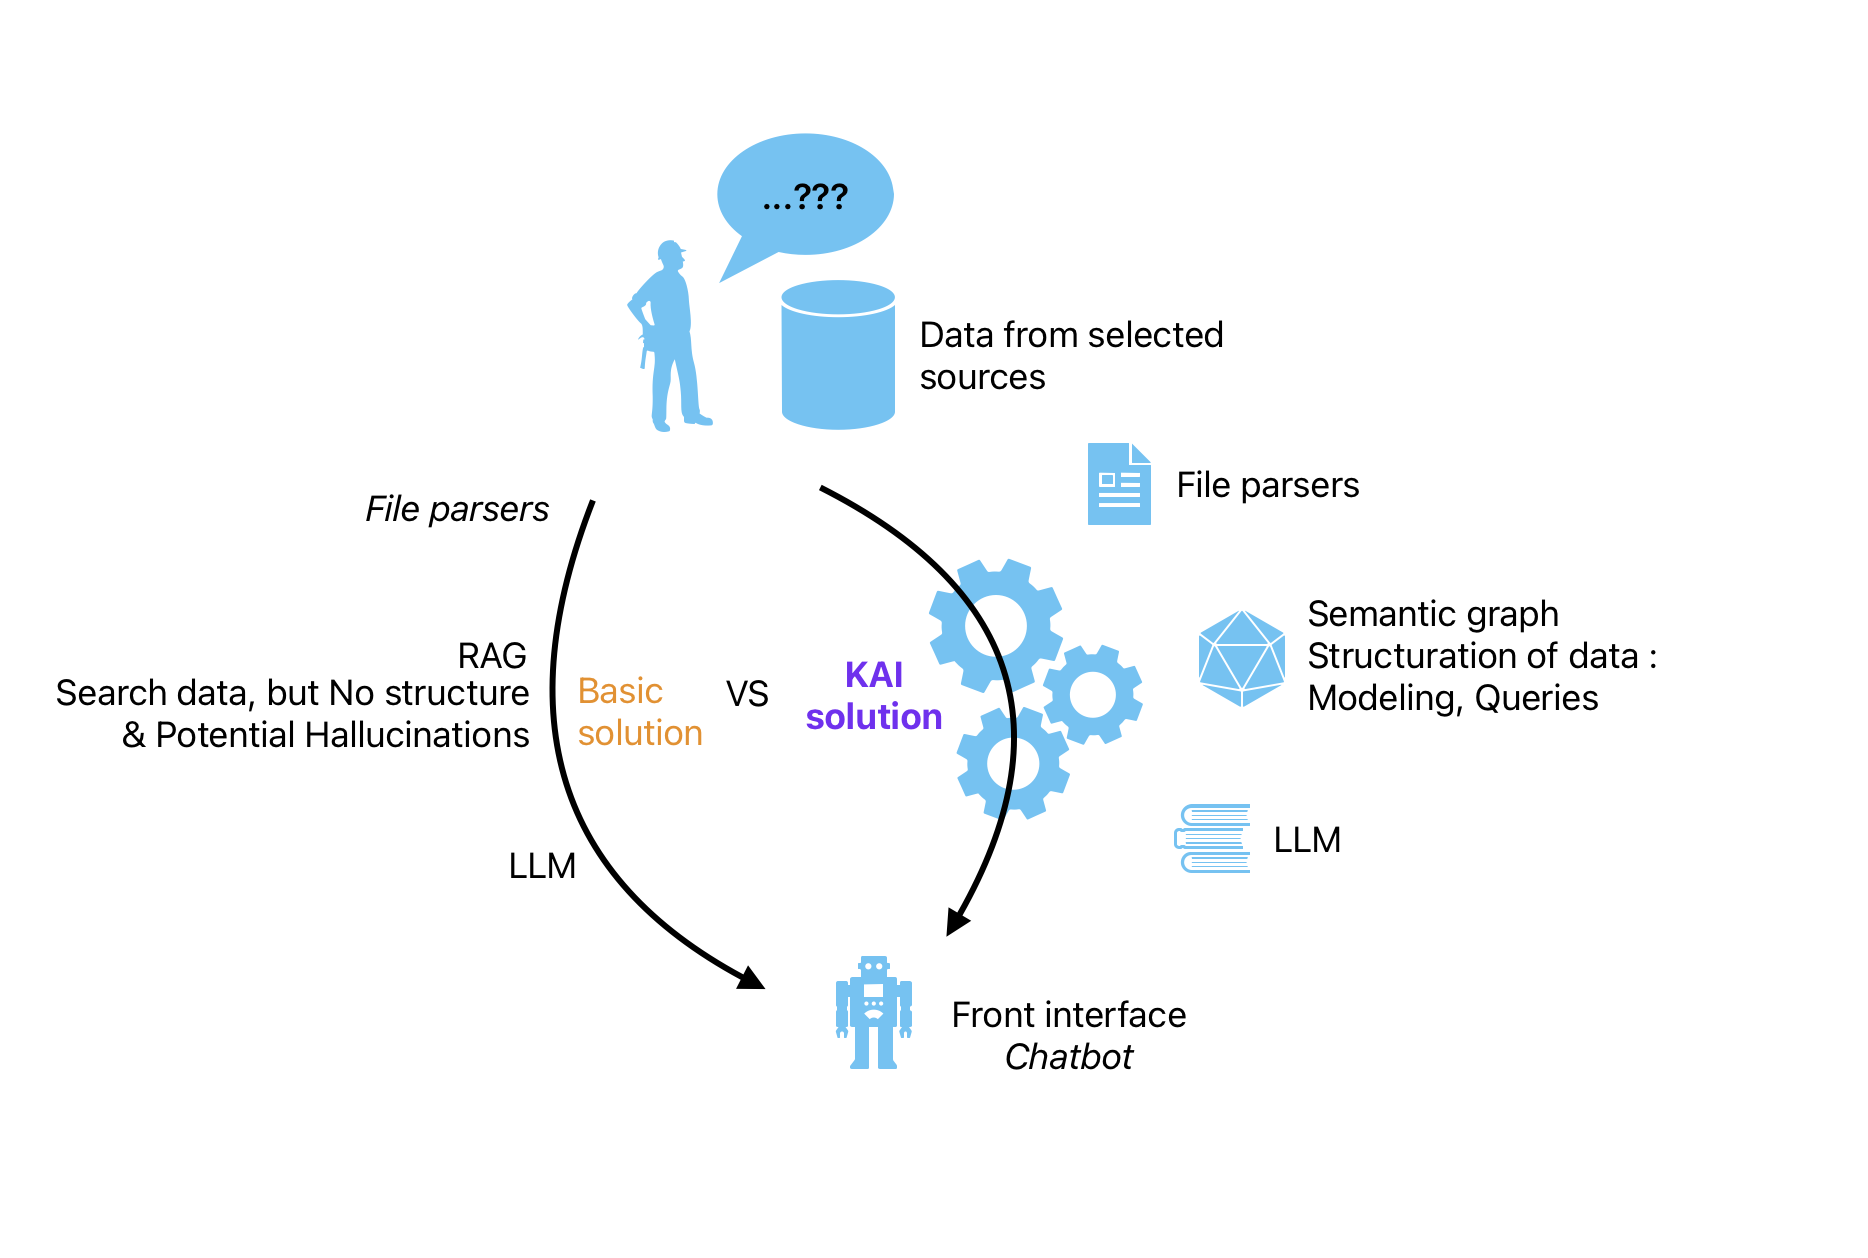 ...???
Data from selected
sources
File parsers
File parsers
RAG
Search data, but No structure
& Potential Hallucinations
Basic
solution
VS
KAI
solution
Semantic graph
Structuration of data :
Modeling, Queries
LLM
LLM
Front interface
Chatbot